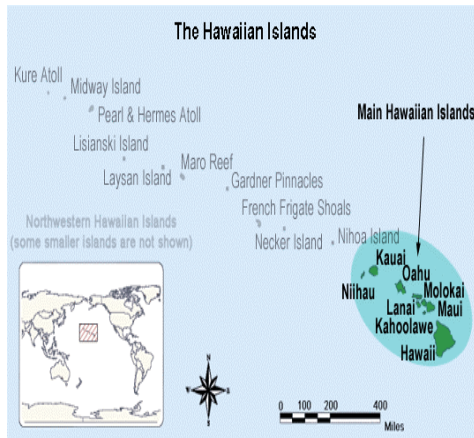 The Hawaiian Islands
Kure Atoll
Midway Island
Pearl & Hermes Atoll
Main Hawaiian Islands
Lisianski Island
Maro Reef
Laysan Island
Gardner Pinnacles
French Frigate Shoals
Northwestern Hawaiian Islands
(some smaller islands are not shown)
Necker Island
Nihoa Island
Kauai
Oahu
Niihau
Molokai
Lanai
Maui
Kahoolawe
Hawaii
N
W
E
S
0 100 200 400
Miles